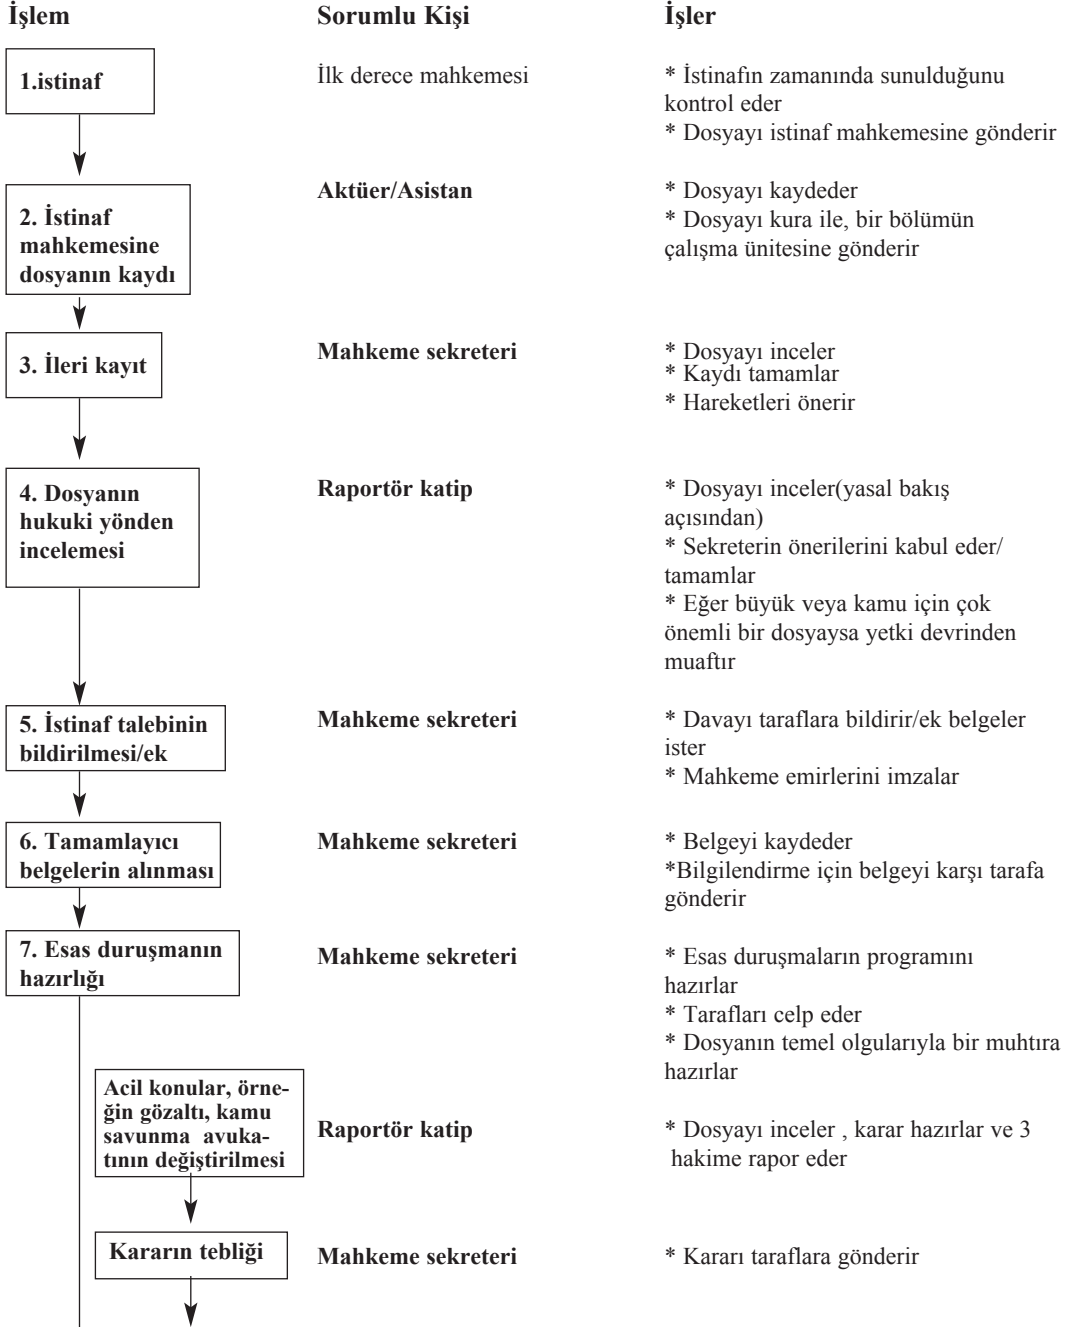 İşlem Sorumlu Kişi İşler
1.istinaf
İlk derece mahkemesi
* İstinafın zamanında sunulduğunu
kontrol eder
* Dosyayı istinaf mahkemesine gönderir
2. İstinaf
mahkemesine
dosyanın kaydı
Aktüer/Asistan
* Dosyayı kaydeder
* Dosyayı kura ile, bir bölümün
çalışma ünitesine gönderir
3. İleri kayıt
Mahkeme sekreteri
* Dosyayı inceler
* Kaydı tamamlar
* Hareketleri önerir
4. Dosyanın
hukuki yönden
incelemesi
Raportör katip
* Dosyayı inceler(yasal bakış
açısından)
* Sekreterin önerilerini kabul eder/
tamamlar
* Eğer büyük veya kamu için çok
önemli bir dosyaysa yetki devrinden
muaftır
5. İstinaf talebinin
bildirilmesi/ek
Mahkeme sekreteri
* Davayı taraflara bildirir/ek belgeler
ister
* Mahkeme emirlerini imzalar
6. Tamamlayıcı
belgelerin alınması
Mahkeme sekreteri
* Belgeyi kaydeder
*Bilgilendirme için belgeyi karşı tarafa
gönderir
7. Esas duruşmanın
hazırlığı
Mahkeme sekreteri
* Esas duruşmaların programını
hazırlar
* Tarafları celp eder
* Dosyanın temel olgularıyla bir muhtıra
hazırlar
Acil konular, örne-
ğin gözaltı, kamu
savunma avuka-
tının değiştirilmesi
Raportör katip
* Dosyayı inceler , karar hazırlar ve 3
hakime rapor eder
Kararın tebliği
Mahkeme sekreteri
* Kararı taraflara gönderir